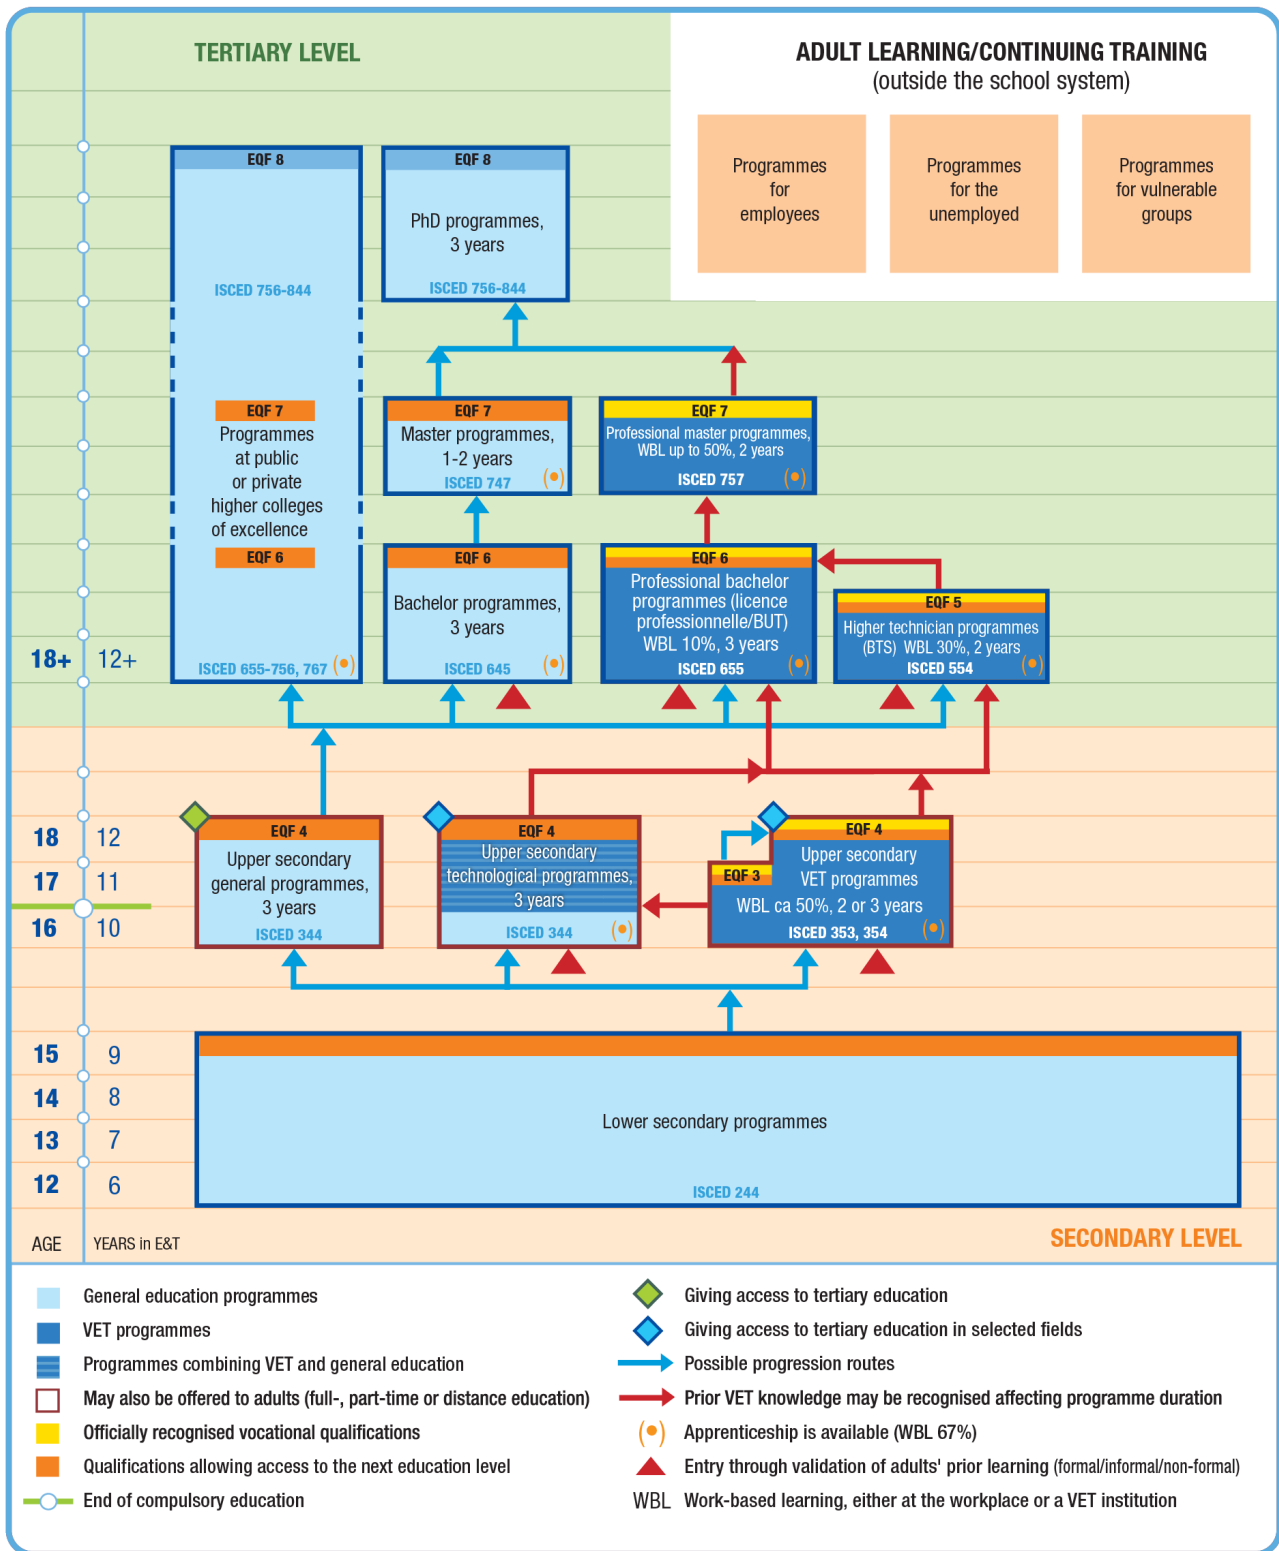 TERTIARY LEVEL
ADULT LEARNING/CONTINUING TRAINING
(outside the school system)
Programmes
for
employees
Programmes
for the
unemployed
Programmes
for vulnerable
groups
EQF 8
ISCED 756-844
EQF 7
Programmes
at public
or private
higher colleges
of excellence
EQF 6
ISCED 655-756, 767 (•)
EQF 8
PhD programmes,
3 years
ISCED 756-844
EQF 7
Master programmes,
1-2 years
ISCED 747 (•)
EQF 7
Professional master programmes,
WBL up to 50%, 2 years
ISCED 757 (•)
EQF 6
Bachelor programmes,
3 years
ISCED 645 (•)
EQF 6
Professional bachelor
programmes (licence
professionnelle/BUT)
WBL 10%, 3 years
ISCED 655 (•)
EQF 5
Higher technician programmes
(BTS) WBL 30%, 2 years
ISCED 554 (•)
18+ 12+
18 12
17 11
16 10
EQF 4
Upper secondary
general programmes,
3 years
ISCED 344
EQF 4
Upper secondary
technological programmes,
3 years
ISCED 344 (•)
EQF 4
EQF 3
Upper secondary
VET programmes
WBL ca 50%, 2 or 3 years
ISCED 353, 354 (•)
15 9
14 8
13 7
12 6
Lower secondary programmes
ISCED 244
AGE YEARS in E&T
SECONDARY LEVEL
General education programmes
VET programmes
Programmes combining VET and general education
May also be offered to adults (full-, part-time or distance education)
Officially recognised vocational qualifications
Qualifications allowing access to the next education level
End of compulsory education
Giving access to tertiary education
Giving access to tertiary education in selected fields
Possible progression routes
Prior VET knowledge may be recognised affecting programme duration
(•) Apprenticeship is available (WBL 67%)
Entry through validation of adults' prior learning (formal/informal/non-formal)
WBL Work-based learning, either at the workplace or a VET institution